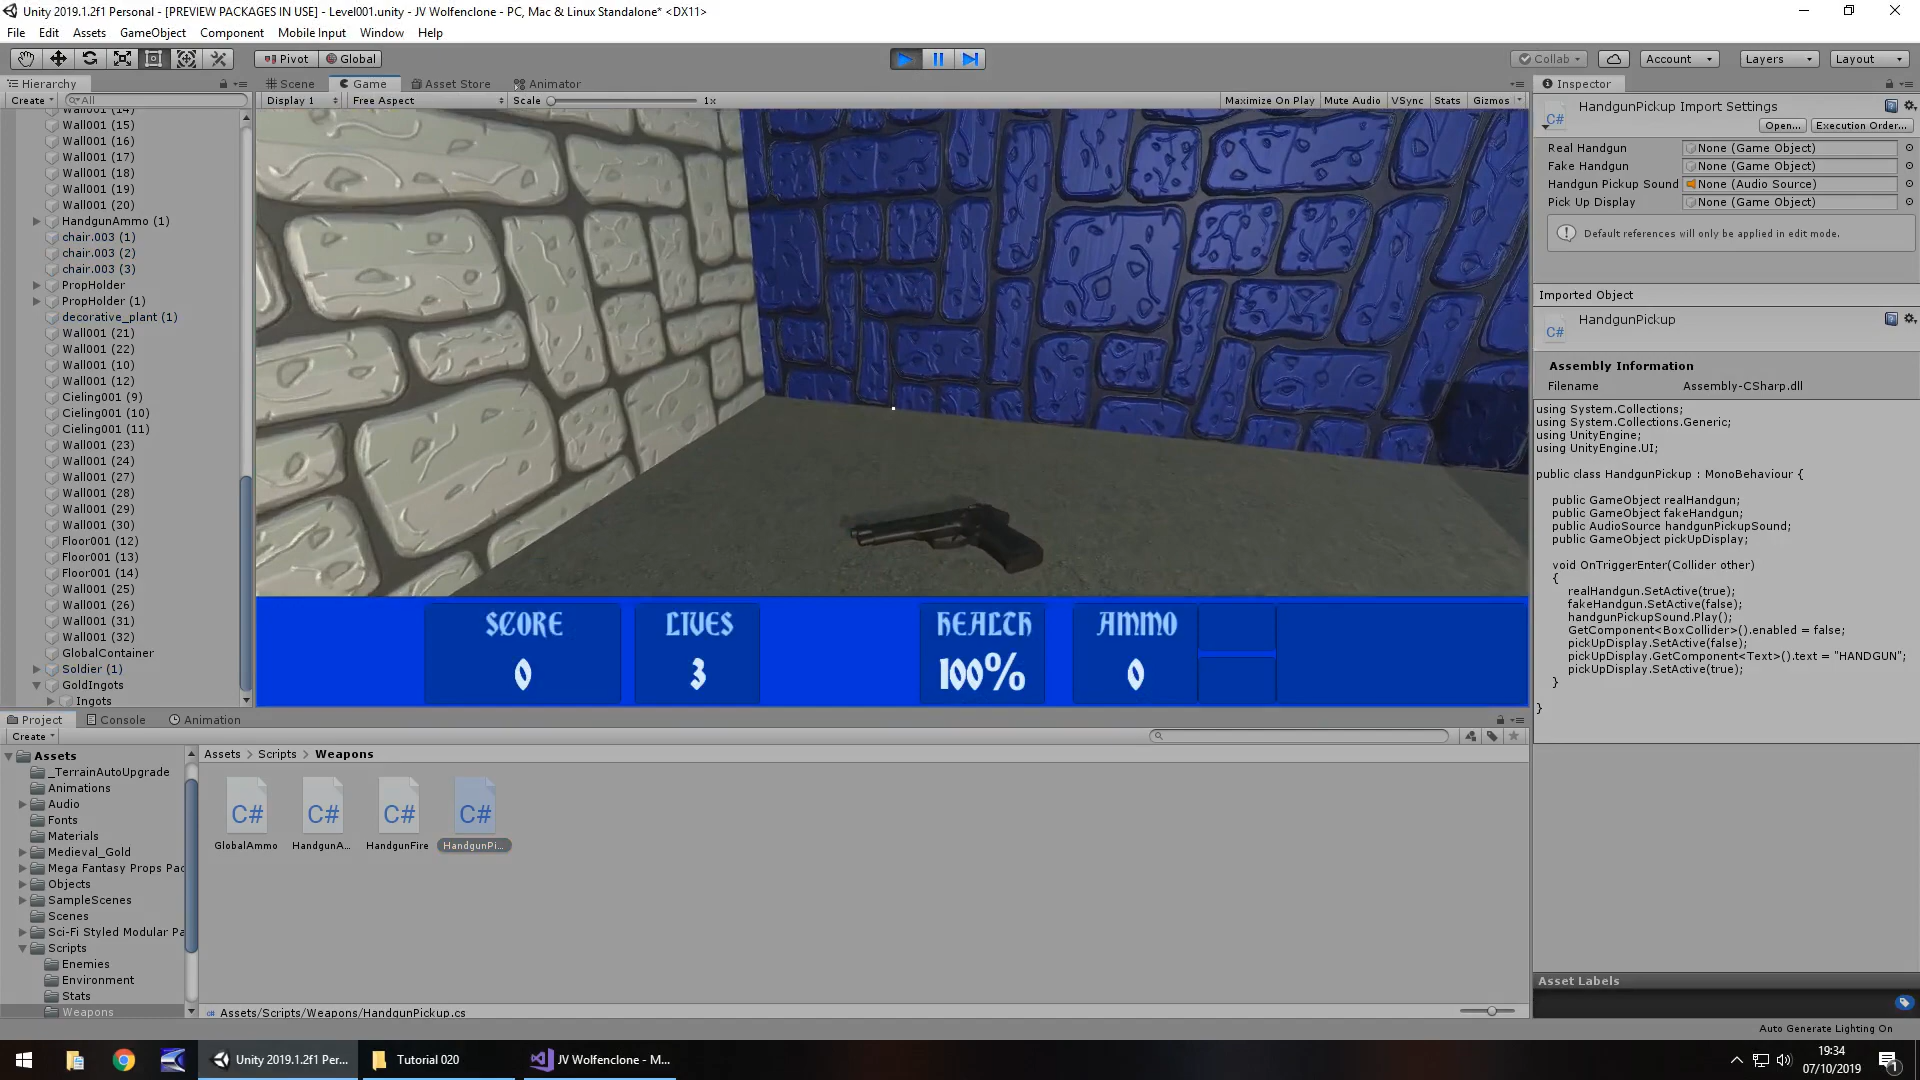 Unity 2019.1.2f1 Personal - [PREVIEW PACKAGES IN USE] - Level001.unity - JV Wolfenclone - PC, Mac & Linux Standalone* <DX11>
File Edit Assets GameObject Component Mobile Input Window Help
Pivot Global Collab Account Layers Layout
Hierarchy
Create All
Wall001 (14)
Wall001 (15)
Wall001 (16)
Wall001 (17)
Wall001 (18)
Wall001 (19)
Wall001 (20)
HandgunAmmo (1)
chair.003 (1)
chair.003 (2)
chair.003 (3)
PropHolder
PropHolder (1)
decorative_plant (1)
Wall001 (21)
Wall001 (22)
Wall001 (10)
Wall001 (12)
Cieling001 (9)
Cieling001 (10)
Cieling001 (11)
Wall001 (23)
Wall001 (24)
Wall001 (27)
Wall001 (28)
Wall001 (29)
Wall001 (30)
Floor001 (12)
Floor001 (13)
Floor001 (14)
Wall001 (25)
Wall001 (26)
Wall001 (31)
Wall001 (32)
GlobalContainer
Soldier (1)
GoldIngots
Ingots
Scene Game Asset Store Animator
Display 1 Free Aspect Scale 1x Maximize On Play Mute Audio VSync Stats Gizmos
SCORE LIVES HEALTH AMMO
0 3 100% 0
Inspector
HandgunPickup Import Settings
Open... Execution Order...
Real Handgun None (Game Object)
Fake Handgun None (Game Object)
Handgun Pickup Sound None (Audio Source)
Pick Up Display None (Game Object)
Default references will only be applied in edit mode.
Imported Object
HandgunPickup
C#
Assembly Information
Filename Assembly-CSharp.dll
using System.Collections;
using System.Collections.Generic;
using UnityEngine;
using UnityEngine.UI;
public class HandgunPickup : MonoBehaviour {
public GameObject realHandgun;
public GameObject fakeHandgun;
public AudioSource handgunPickupSound;
public GameObject pickUpDisplay;
void OnTriggerEnter(Collider other)
{
realHandgun.SetActive(true);
fakeHandgun.SetActive(false);
handgunPickupSound.Play();
GetComponent<BoxCollider>().enabled = false;
pickUpDisplay.SetActive(false);
pickUpDisplay.GetComponent<Text>().text = "HANDGUN";
pickUpDisplay.SetActive(true);
}
}
Asset Labels
Auto Generate Lighting On
Project Console Animation
Create
Assets
_TerrainAutoUpgrade
Animations
Audio
Fonts
Materials
Medieval_Gold
Mega Fantasy Props Pac
Objects
SampleScenes
Scenes
Sci-Fi Styled Modular Pa
Scripts
Enemies
Environment
Stats
Weapons
Assets > Scripts > Weapons
C# C# C# C#
GlobalAmmo HandgunA... HandgunFire HandgunPi...
Assets/Scripts/Weapons/HandgunPickup.cs
Unity 2019.1.2f1 Per... Tutorial 020 JV Wolfenclone - M...
19:34
07/10/2019
1